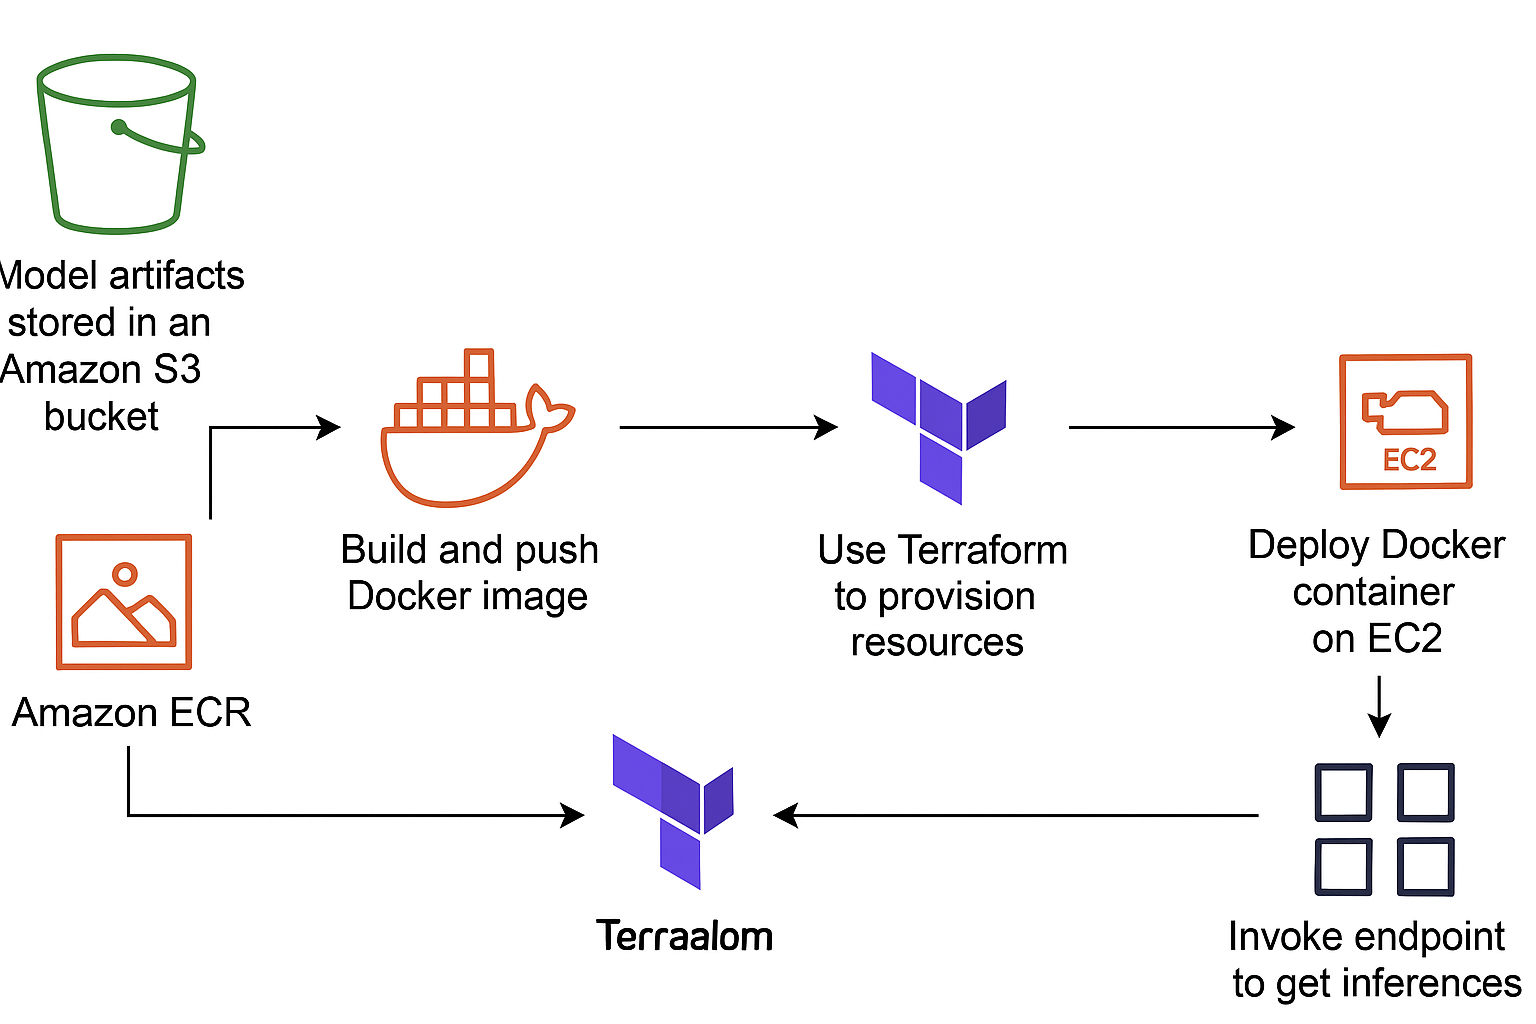 Model artifacts
stored in an
Amazon S3
bucket
Build and push
Docker image
Use Terraform
to provision
resources
EC2
Deploy Docker
container
on EC2
Amazon ECR
Terraalom
Invoke endpoint
to get inferences